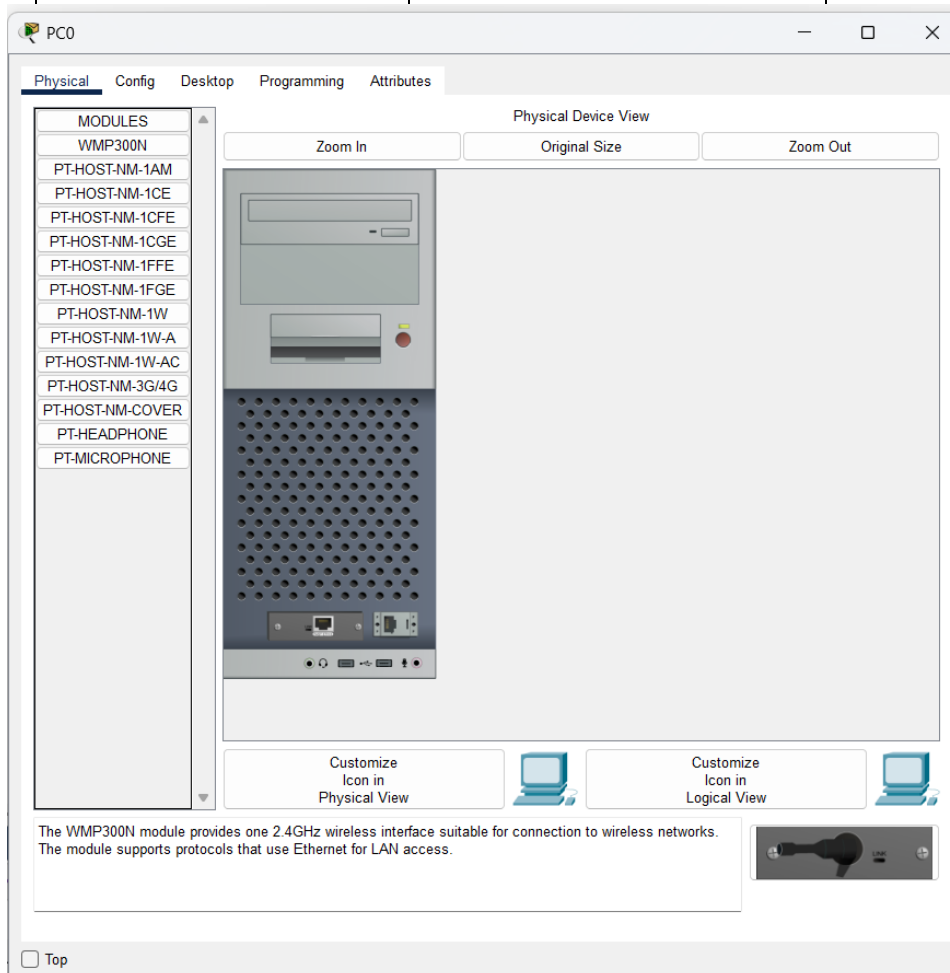 PC0
Physical Config Desktop Programming Attributes
MODULES
WMP300N
PT-HOST-NM-1AM
PT-HOST-NM-1CE
PT-HOST-NM-1CFE
PT-HOST-NM-1CGE
PT-HOST-NM-1FFE
PT-HOST-NM-1FGE
PT-HOST-NM-1W
PT-HOST-NM-1W-A
PT-HOST-NM-1W-AC
PT-HOST-NM-3G/4G
PT-HOST-NM-COVER
PT-HEADPHONE
PT-MICROPHONE
Physical Device View
Zoom In Original Size Zoom Out
Customize
Icon in
Physical View
Customize
Icon in
Logical View
The WMP300N module provides one 2.4GHz wireless interface suitable for connection to wireless networks.
The module supports protocols that use Ethernet for LAN access.
LINK
Top